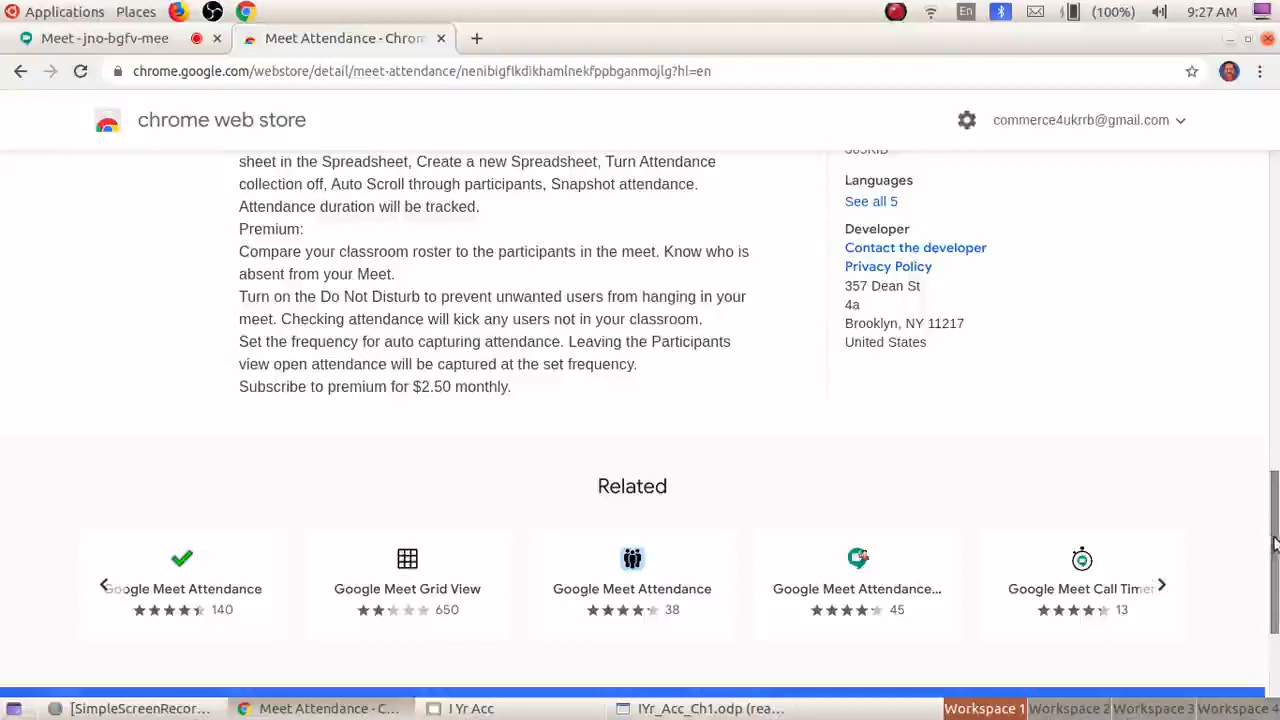 Applications Places En (100%) 9:27 AM
Meet - jno-bgfv-mee Meet Attendance - Chrom
chrome.google.com/webstore/detail/meet-attendance/nenibigflkdikhamlnekfppbganmojlg?hl=en
chrome web store commerce4ukrrb@gmail.com
sheet in the Spreadsheet, Create a new Spreadsheet, Turn Attendance
collection off, Auto Scroll through participants, Snapshot attendance.
Attendance duration will be tracked.
Premium:
Compare your classroom roster to the participants in the meet. Know who is
absent from your Meet.
Turn on the Do Not Disturb to prevent unwanted users from hanging in your
meet. Checking attendance will kick any users not in your classroom.
Set the frequency for auto capturing attendance. Leaving the Participants
view open attendance will be captured at the set frequency.
Subscribe to premium for $2.50 monthly.
Languages
See all 5
Developer
Contact the developer
Privacy Policy
357 Dean St
4a
Brooklyn, NY 11217
United States
Related
Google Meet Attendance
140
Google Meet Grid View
650
Google Meet Attendance
38
Google Meet Attendance...
45
Google Meet Call Timer
13
[SimpleScreenRecor... Meet Attendance - C... I Yr Acc IYr_Acc_Ch1.odp (rea... Workspace 1 Workspace 2 Workspace 3 Workspace 4